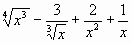 ∜x³ − 3/∛x + 2/x² + 1/x